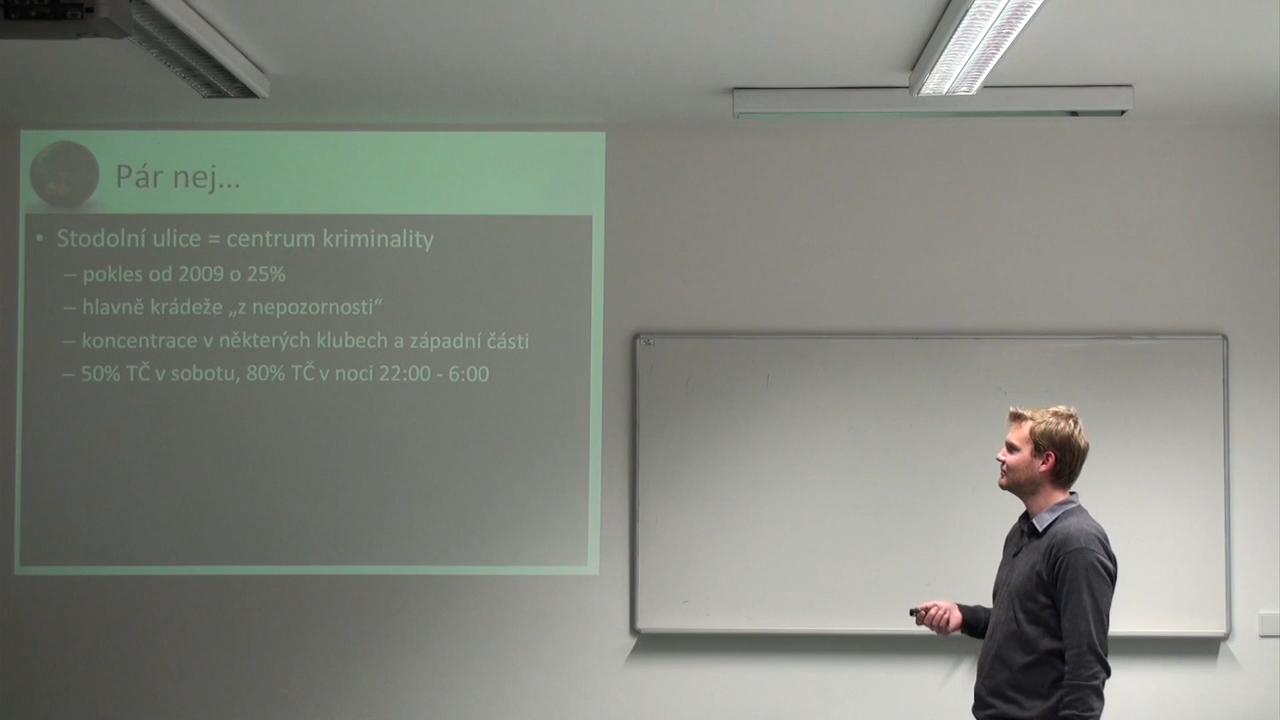 Pár nej...
• Stodolní ulice = centrum kriminality
– pokles od 2009 o 25%
– hlavně krádeže „z nepozornosti“
– koncentrace v některých klubech a západní části
– 50% TČ v sobotu, 80% TČ v noci 22:00 - 6:00